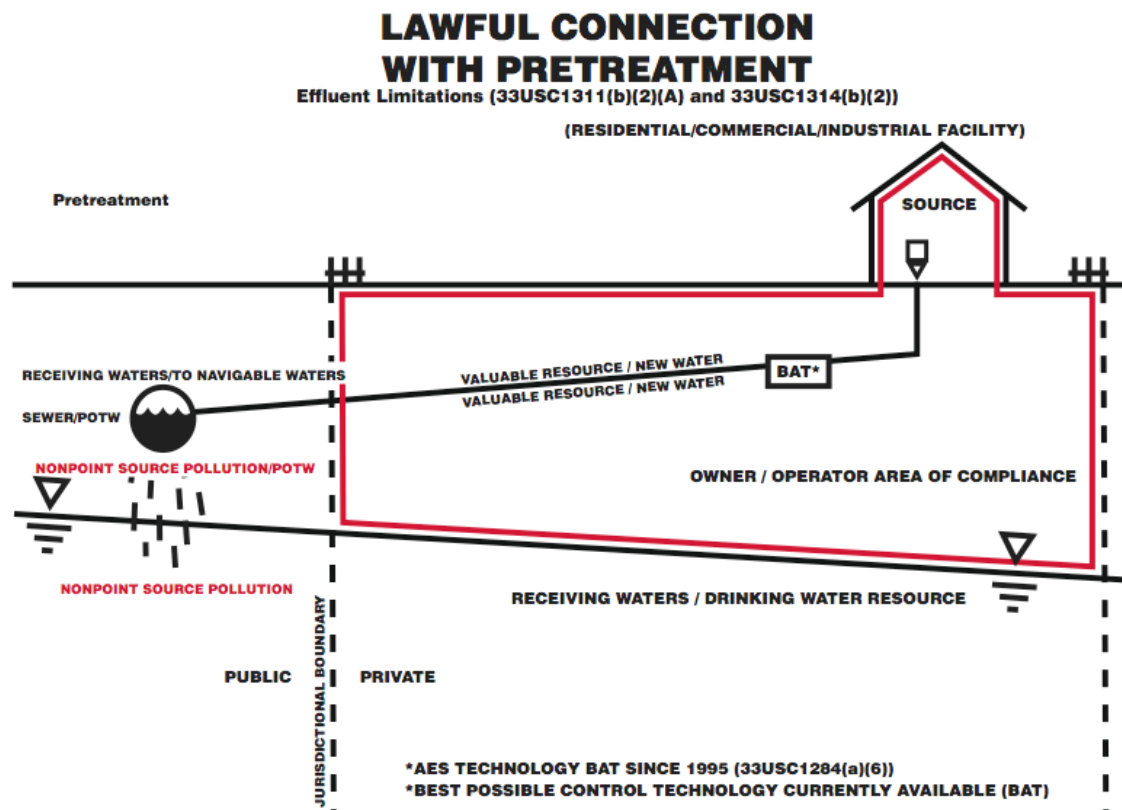 LAWFUL CONNECTION
WITH PRETREATMENT
Effluent Limitations (33USC1311(b)(2)(A) and 33USC1314(b)(2))
(RESIDENTIAL/COMMERCIAL/INDUSTRIAL FACILITY)
Pretreatment
SOURCE
RECEIVING WATERS/TO NAVIGABLE WATERS
VALUABLE RESOURCE / NEW WATER
VALUABLE RESOURCE / NEW WATER
BAT*
SEWER/POTW
NONPOINT SOURCE POLLUTION/POTW
OWNER / OPERATOR AREA OF COMPLIANCE
NONPOINT SOURCE POLLUTION
RECEIVING WATERS / DRINKING WATER RESOURCE
PUBLIC
JURISDICTIONAL BOUNDARY
PRIVATE
*AES TECHNOLOGY BAT SINCE 1995 (33USC1284(a)(6))
*BEST POSSIBLE CONTROL TECHNOLOGY CURRENTLY AVAILABLE (BAT)